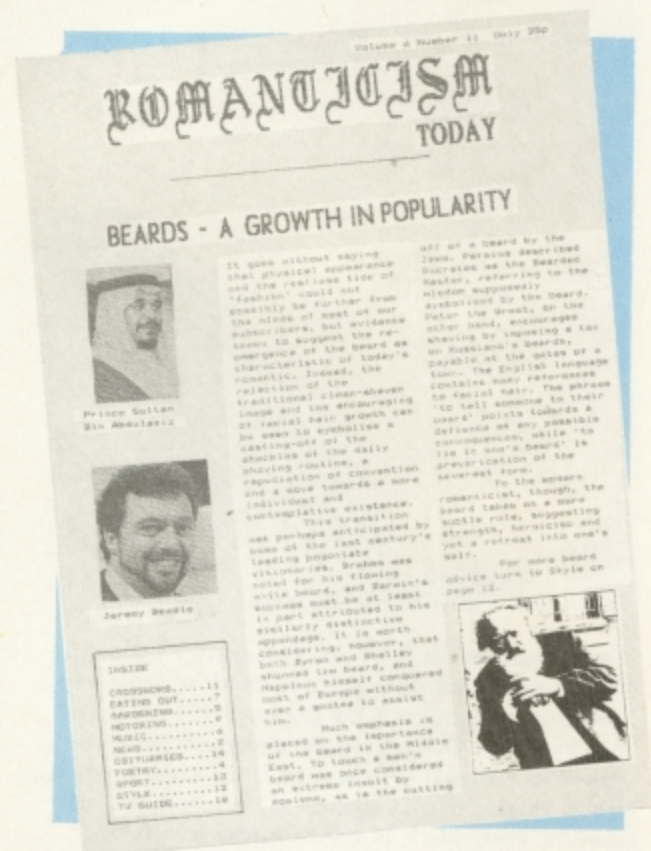 Volume 6 Number 11 Only 25p
ROMANTICISM
TODAY
BEARDS - A GROWTH IN POPULARITY
Prince Sultan
Bin Abdulaziz
Jeremy Beadle
INSIDE
CROSSWORD.....11
EATING OUT.....7
GARDENING......5
MOTORING.......9
MUSIC..........6
NEWS...........2
OBITUARIES....14
POETRY.........4
SPORT.........13
STYLE.........12
TV GUIDE......16
It goes without saying
that physical appearance
and the restless tide of
'fashion' could not
possibly be further from
the minds of most of our
subscribers, but evidence
seems to suggest the re-
emergence of the beard as
characteristic of today's
romantic. Indeed, the
rejection of the
traditional clean-shaven
image and the encouraging
of facial hair growth can
be seen to symbolise a
casting-off of the
shackles of the daily
shaving routine, a
repudiation of convention
and a move towards a more
individual and
contemplative existence.
This transition
was perhaps anticipated by
some of the last century's
leading pogoniate
visionaries. Brahms was
noted for his flowing
white beard, and Darwin's
success must be at least
in part attributed to his
similarly distinctive
appendage. It is worth
considering, however, that
both Byron and Shelley
shunned the beard, and
Napoleon himself conquered
most of Europe without
even a goatee to assist
him.
Much emphasis is
placed on the importance
of the beard in the Middle
East. To touch a man's
beard was once considered
an extreme insult by
Moslems, as is the cutting
off of a beard by the
Jews. Persius described
Socrates as the Bearded
Master, referring to the
wisdom supposedly
symbolised by the beard.
Peter the Great, on the
other hand, encourages
shaving by imposing a tax
on Russians's beards,
payable at the gates of a
town. The English language
contains many references
to facial hair. The phrase
'to tell someone to their
beard' points towards a
defiance of any possible
consequences, while 'to
lie in one's beard' is
prevarication of the
severest form.
To the modern
romanticist, though, the
beard takes on a more
subtle role, suggesting
strength, heroicism and
yet a retreat into one's
self.
For more beard
advice turn to Style on
page 12.